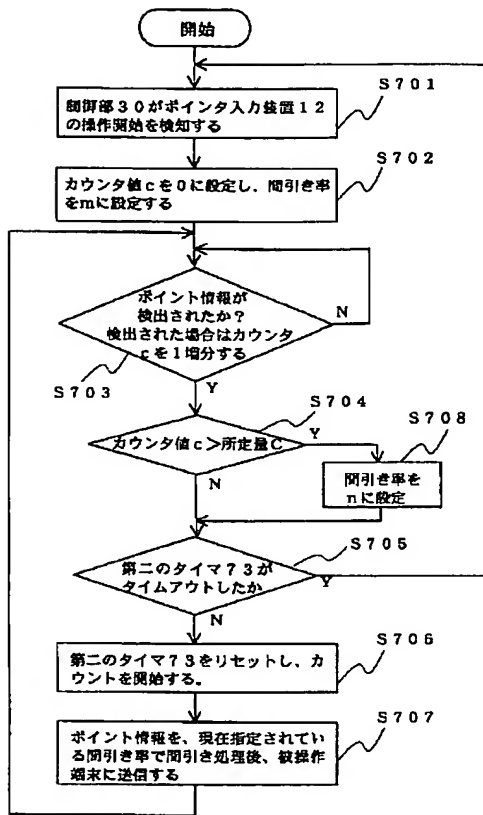 開始
S701
制御部30がポインタ入力装置12
の操作開始を検知する
S702
カウンタ値cを0に設定し、間引き率
をmに設定する
ポイント情報が
検出されたか?
検出された場合はカウンタ
cを1増分する
N
S703
Y
S704
カウンタ値c>所定量C
Y
S708
間引き率を
nに設定
N
S705
第二のタイマ73が
タイムアウトしたか
Y
N
S706
第二のタイマ73をリセットし、カ
ウントを開始する。
S707
ポイント情報を、現在指定されてい
る間引き率で間引き処理後、被操作
端末に送信する